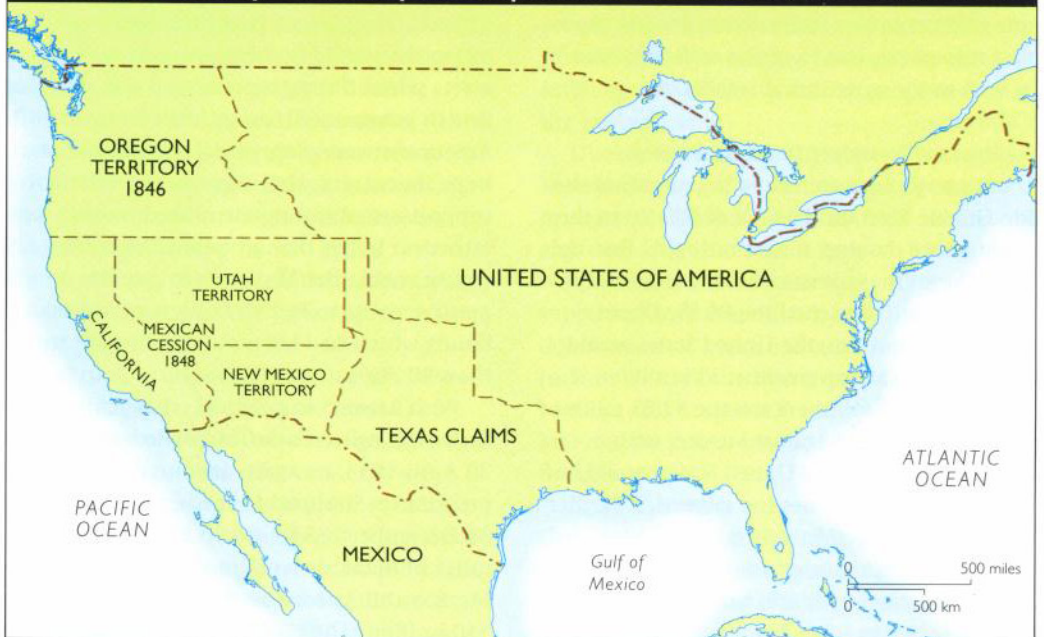 OREGON
TERRITORY
1846
UTAH
TERRITORY
UNITED STATES OF AMERICA
CALIFORNIA
MEXICAN
CESSION
1848
NEW MEXICO
TERRITORY
TEXAS CLAIMS
ATLANTIC
OCEAN
PACIFIC
OCEAN
MEXICO
Gulf of
Mexico
0
500 miles
0
500 km